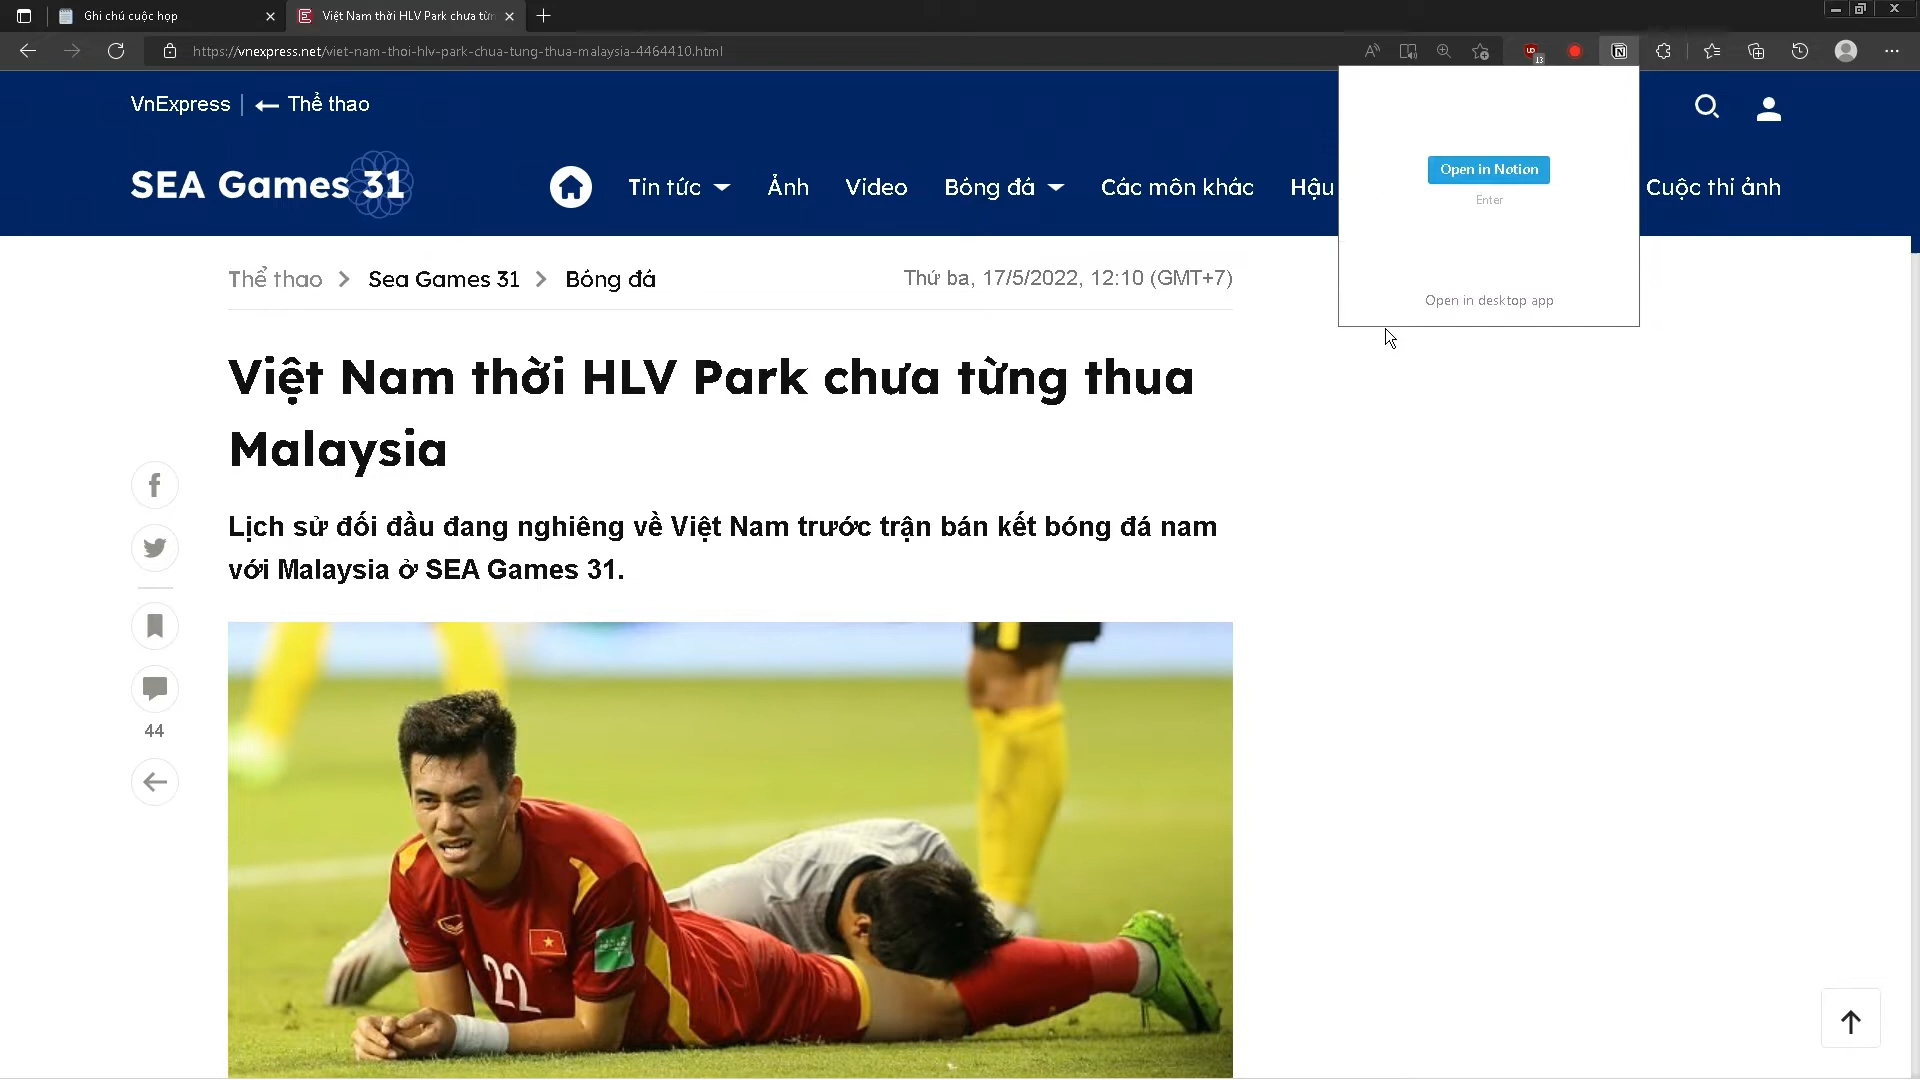 Ghi chú cuộc họp
Việt Nam thời HLV Park chưa từn
https://vnexpress.net/viet-nam-thoi-hlv-park-chua-tung-thua-malaysia-4464410.html
13
VnExpress | Thể thao
SEA Games 31
Tin tức
Ảnh
Video
Bóng đá
Các môn khác
Hậu
Cuộc thi ảnh
Open in Notion
Enter
Open in desktop app
Thể thao > Sea Games 31 > Bóng đá
Thứ ba, 17/5/2022, 12:10 (GMT+7)
Việt Nam thời HLV Park chưa từng thua
Malaysia
Lịch sử đối đầu đang nghiêng về Việt Nam trước trận bán kết bóng đá nam
với Malaysia ở SEA Games 31.
44
22